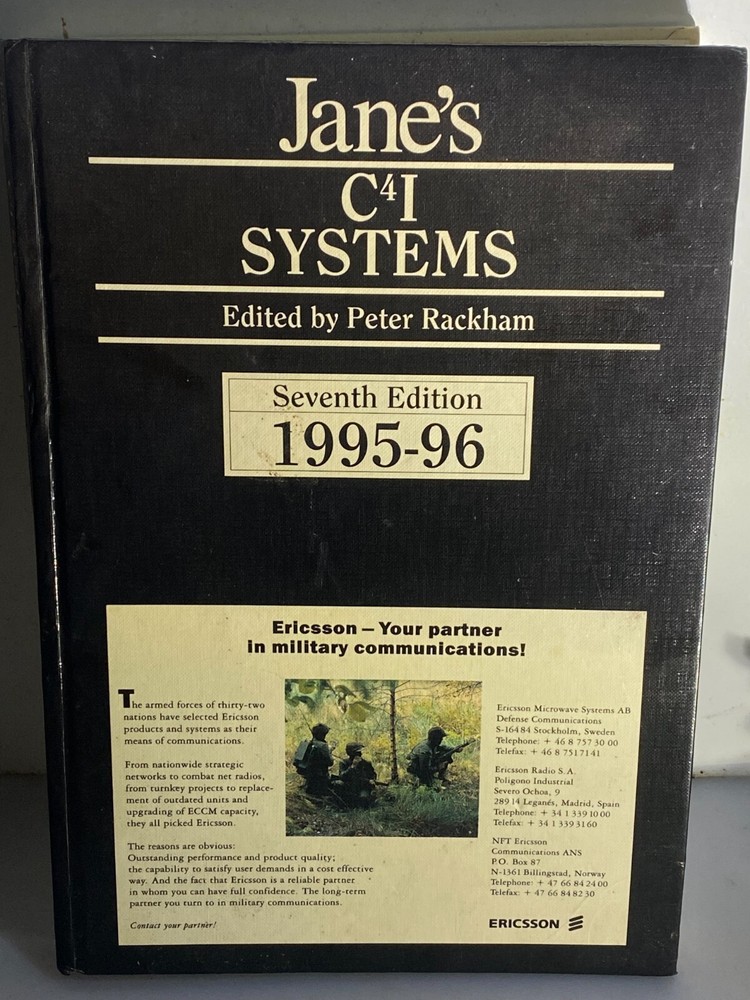 Jane's
C⁴I
SYSTEMS
Edited by Peter Rackham
Seventh Edition
1995-96
Ericsson – Your partner
in military communications!
The armed forces of thirty-two
nations have selected Ericsson
products and systems as their
means of communications.
From nationwide strategic
networks to combat net radios,
from turnkey projects to replace-
ment of outdated units and
upgrading of ECCM capacity,
they all picked Ericsson.
The reasons are obvious:
Outstanding performance and product quality;
the capability to satisfy user demands in a cost effective
way. And the fact that Ericsson is a reliable partner
in whom you can have full confidence. The long-term
partner you turn to in military communications.
Contact your partner!
Ericsson Microwave Systems AB
Defense Communications
S-164 84 Stockholm, Sweden
Telephone: + 46 8 757 30 00
Telefax: + 46 8 751 71 41
Ericsson Radio S.A.
Poligono Industrial
Severo Ochoa, 9
28914 Leganés, Madrid, Spain
Telephone: + 34 1 339 10 00
Telefax: + 34 1 339 31 60
NFT Ericsson
Communications ANS
P.O. Box 87
N-1361 Billingstad, Norway
Telephone: + 47 66 84 24 00
Telefax: + 47 66 84 82 30
ERICSSON